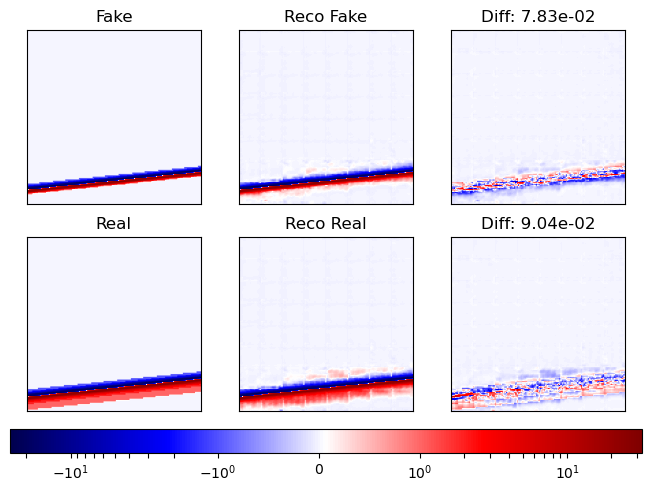 Fake
Reco Fake
Diff: 7.83e-02
Real
Reco Real
Diff: 9.04e-02
−10¹ −10⁰ 0 10⁰ 10¹